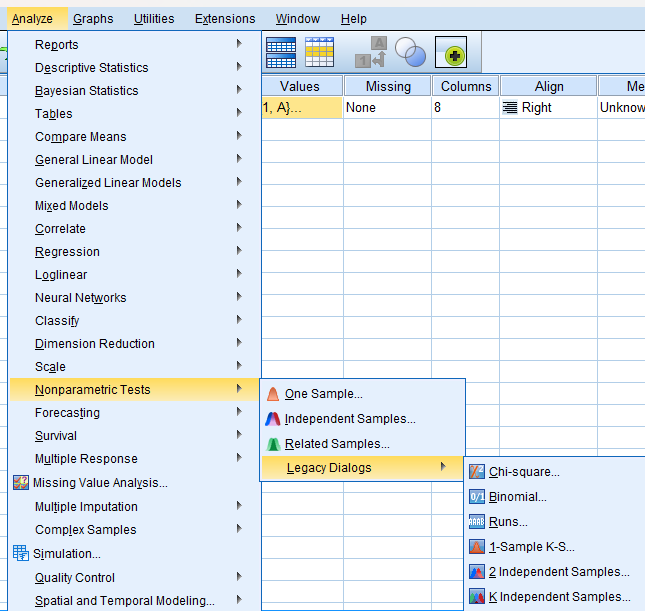 Analyze Graphs Utilities Extensions Window Help
Values Missing Columns Align Me
1, A}... None 8 Right Unknow
Reports
Descriptive Statistics
Bayesian Statistics
Tables
Compare Means
General Linear Model
Generalized Linear Models
Mixed Models
Correlate
Regression
Loglinear
Neural Networks
Classify
Dimension Reduction
Scale
Nonparametric Tests
Forecasting
Survival
Multiple Response
Missing Value Analysis...
Multiple Imputation
Complex Samples
Simulation...
Quality Control
Spatial and Temporal Modeling...
One Sample...
Independent Samples...
Related Samples...
Legacy Dialogs
Chi-square...
Binomial...
Runs...
1-Sample K-S...
2 Independent Samples...
K Independent Samples...